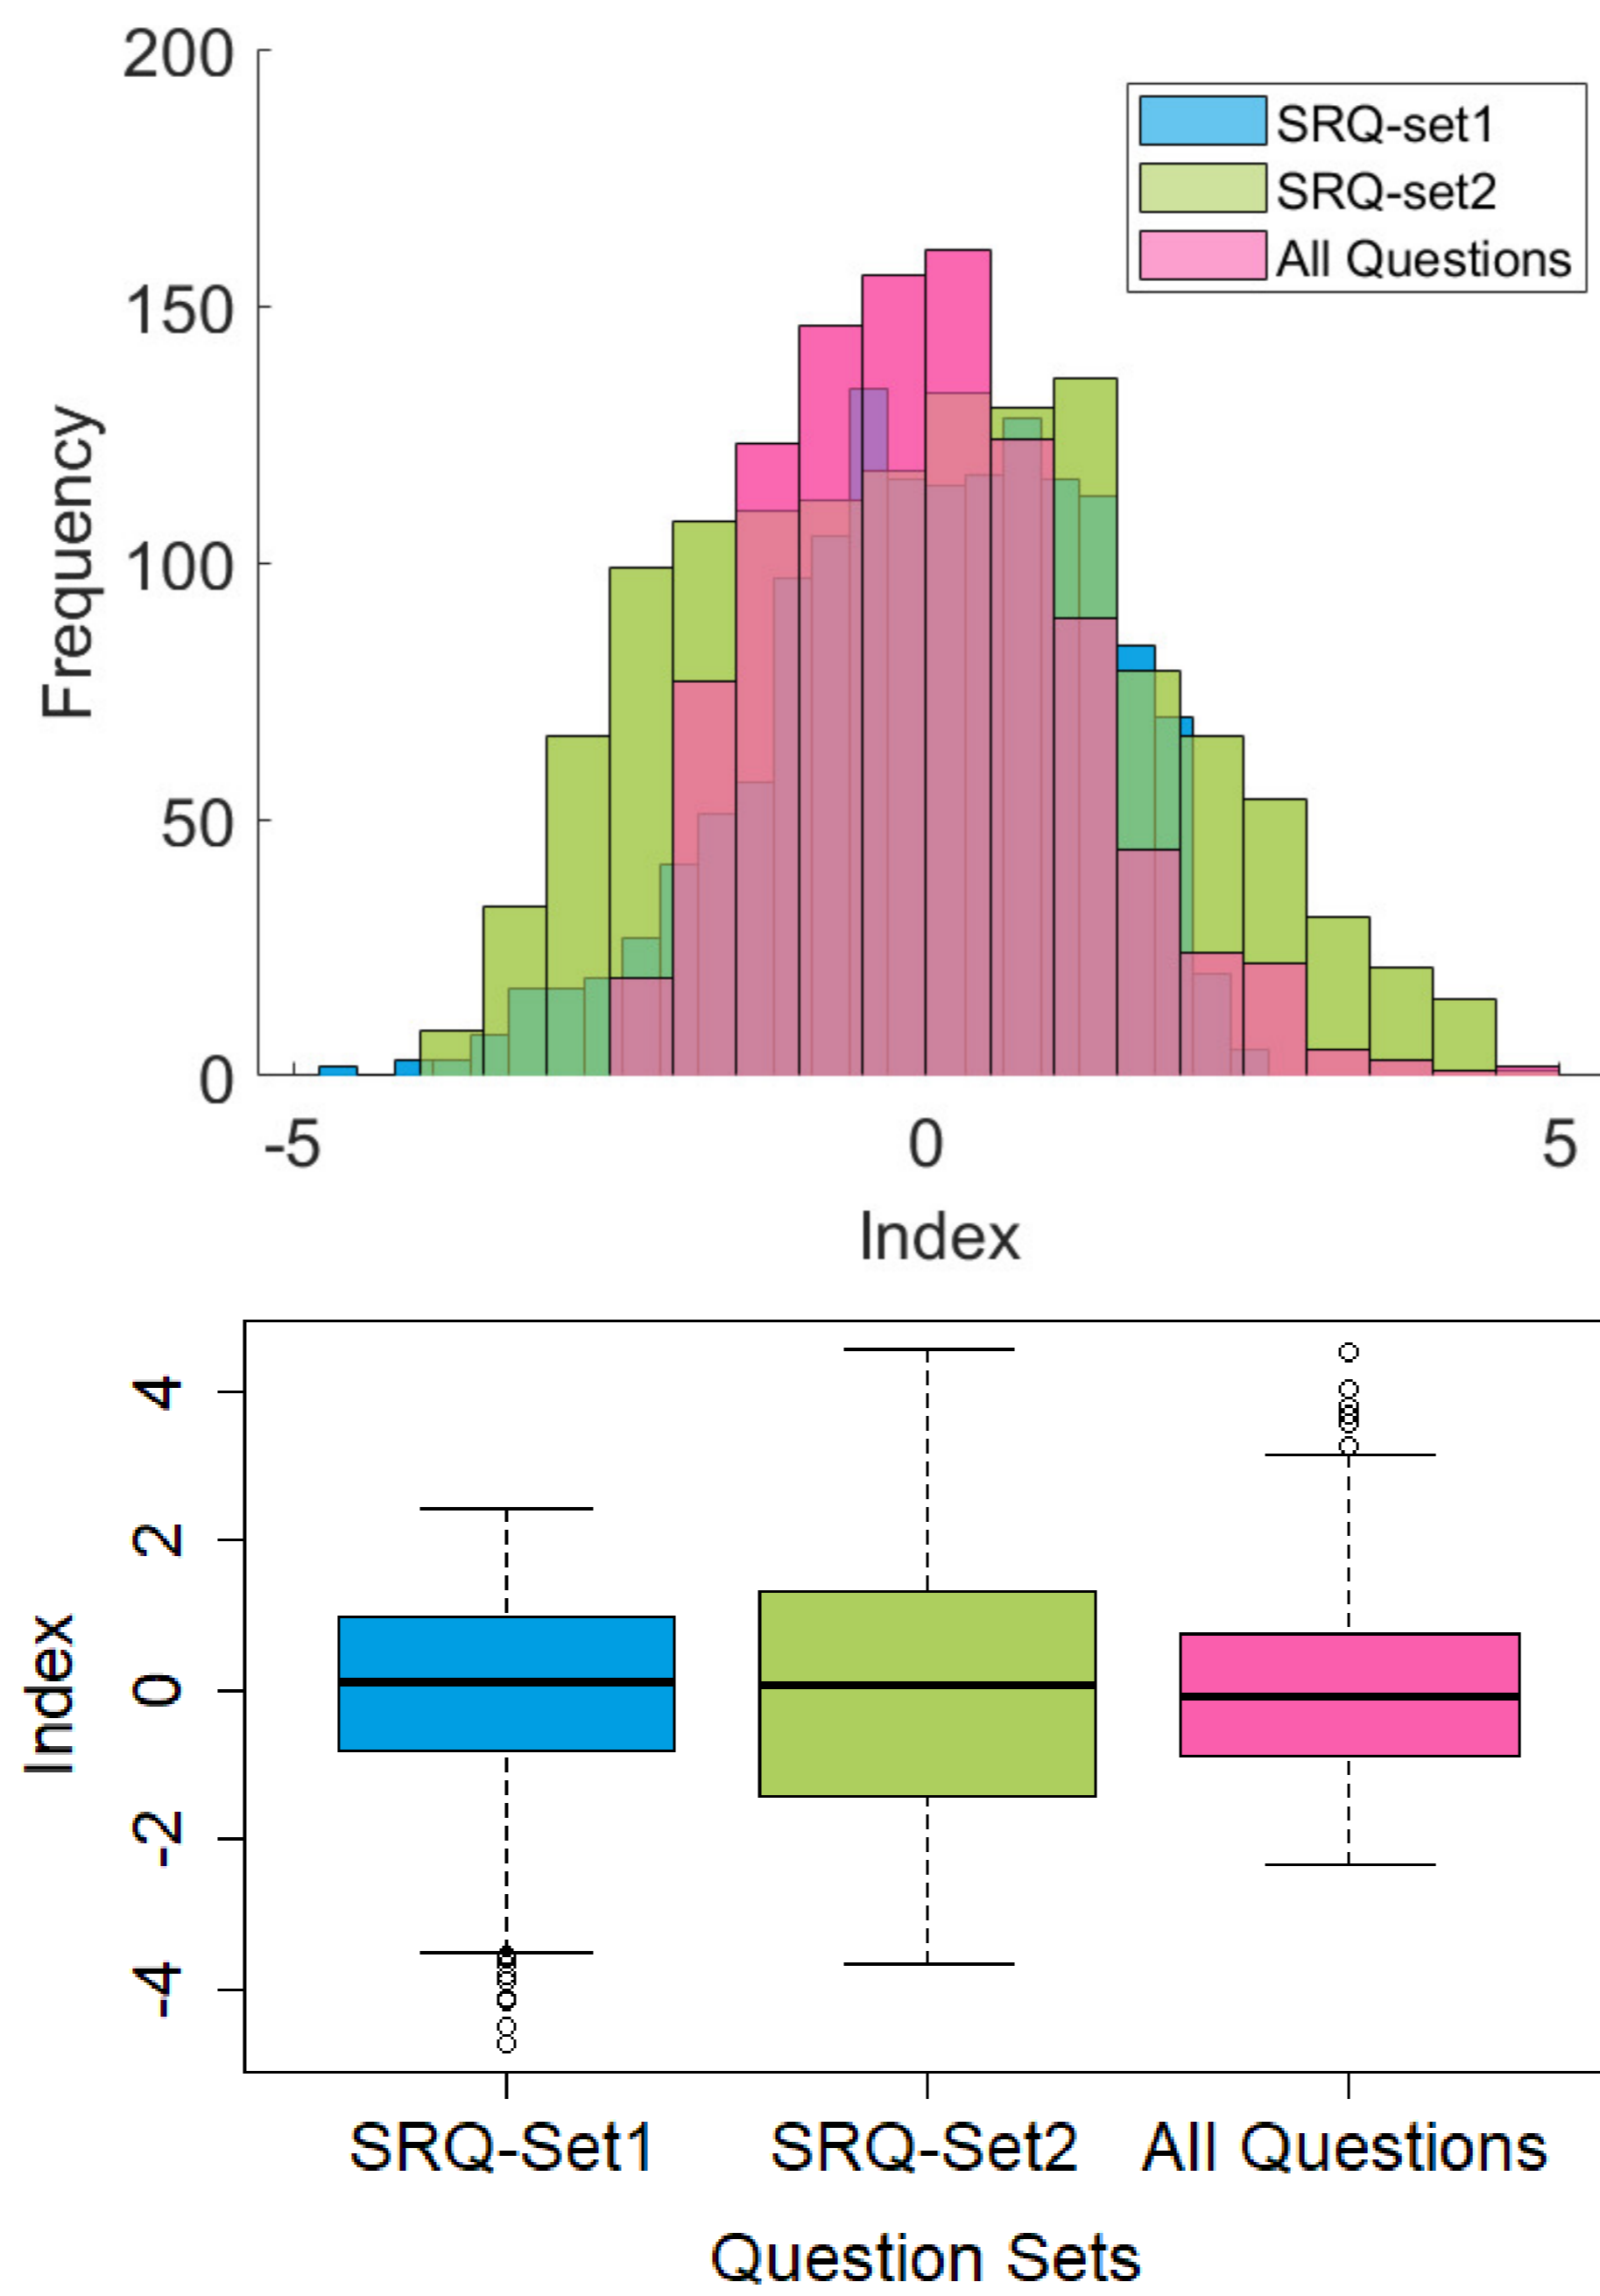 200
150
100
50
0
Frequency
SRQ-set1
SRQ-set2
All Questions
-5 0 5
Index
4
2
0
-2
-4
Index
SRQ-Set1 SRQ-Set2 All Questions
Question Sets